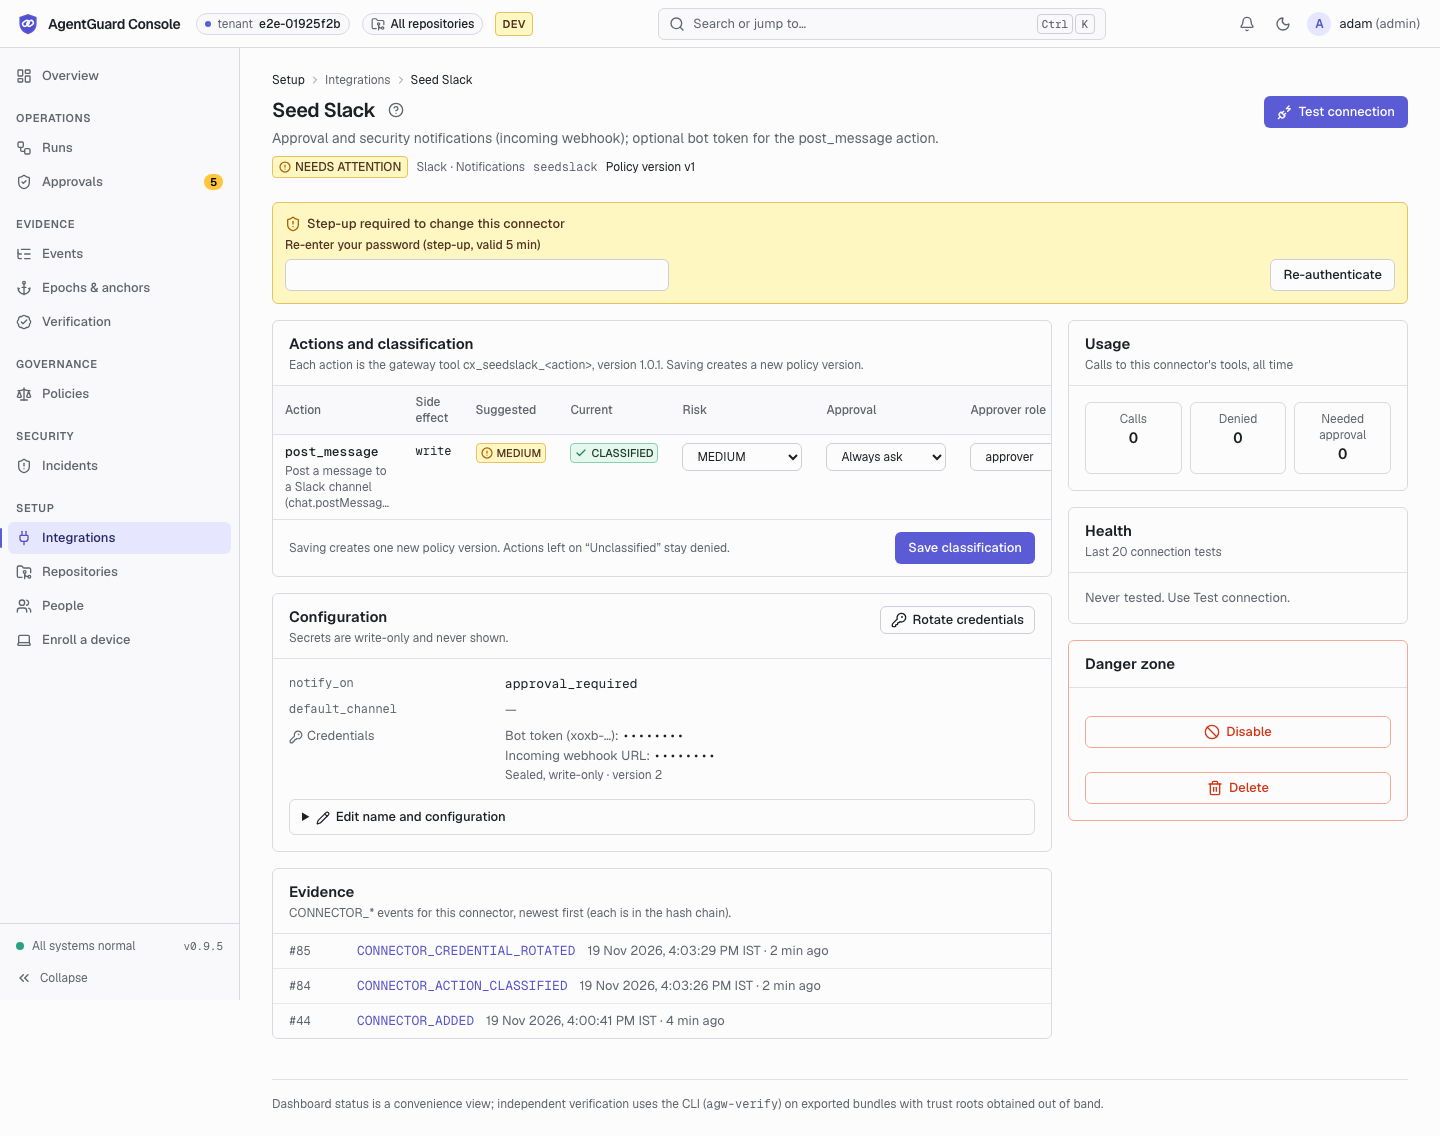 AgentGuard Console
tenant e2e-01925f2b
All repositories
DEV
Search or jump to…
Ctrl K
A
adam (admin)
Overview
OPERATIONS
Runs
Approvals
5
EVIDENCE
Events
Epochs & anchors
Verification
GOVERNANCE
Policies
SECURITY
Incidents
SETUP
Integrations
Repositories
People
Enroll a device
All systems normal
v0.9.5
Collapse
Setup
Integrations
Seed Slack
Seed Slack
Test connection
Approval and security notifications (incoming webhook); optional bot token for the post_message action.
NEEDS ATTENTION
Slack · Notifications
seedslack
Policy version v1
Step-up required to change this connector
Re-enter your password (step-up, valid 5 min)
Re-authenticate
Actions and classification
Each action is the gateway tool cx_seedslack_<action>, version 1.0.1. Saving creates a new policy version.
Action
Side
effect
Suggested
Current
Risk
Approval
Approver role
post_message
Post a message to
a Slack channel
(chat.postMessag…
write
MEDIUM
CLASSIFIED
MEDIUM
Always ask
approver
Saving creates one new policy version. Actions left on “Unclassified” stay denied.
Save classification
Configuration
Secrets are write-only and never shown.
Rotate credentials
notify_on
approval_required
default_channel
—
Credentials
Bot token (xoxb-…): ••••••••
Incoming webhook URL: ••••••••
Sealed, write-only · version 2
Edit name and configuration
Evidence
CONNECTOR_* events for this connector, newest first (each is in the hash chain).
#85 CONNECTOR_CREDENTIAL_ROTATED 19 Nov 2026, 4:03:29 PM IST · 2 min ago
#84 CONNECTOR_ACTION_CLASSIFIED 19 Nov 2026, 4:03:26 PM IST · 2 min ago
#44 CONNECTOR_ADDED 19 Nov 2026, 4:00:41 PM IST · 4 min ago
Usage
Calls to this connector's tools, all time
Calls
0
Denied
0
Needed
approval
0
Health
Last 20 connection tests
Never tested. Use Test connection.
Danger zone
Disable
Delete
Dashboard status is a convenience view; independent verification uses the CLI (agw-verify) on exported bundles with trust roots obtained out of band.